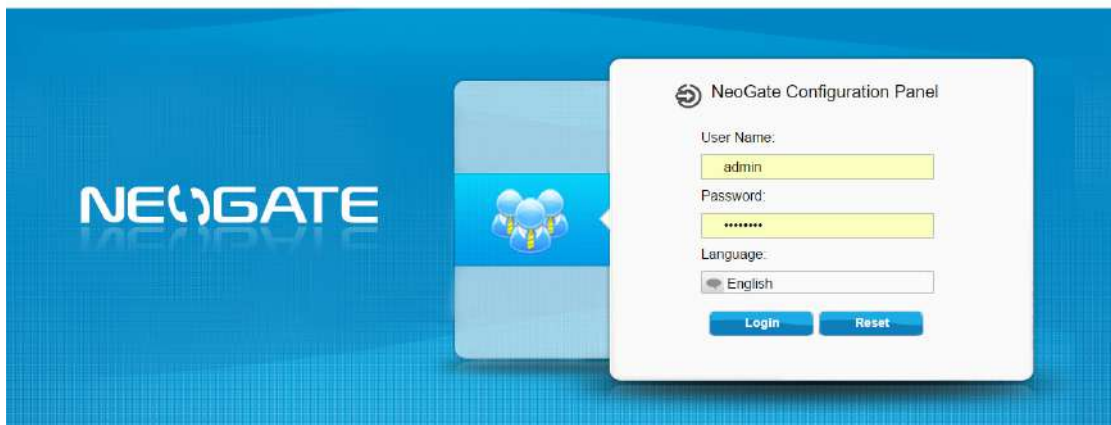 NEOGATE
NeoGate Configuration Panel
User Name:
admin
Password:
••••••••
Language:
English
Login
Reset